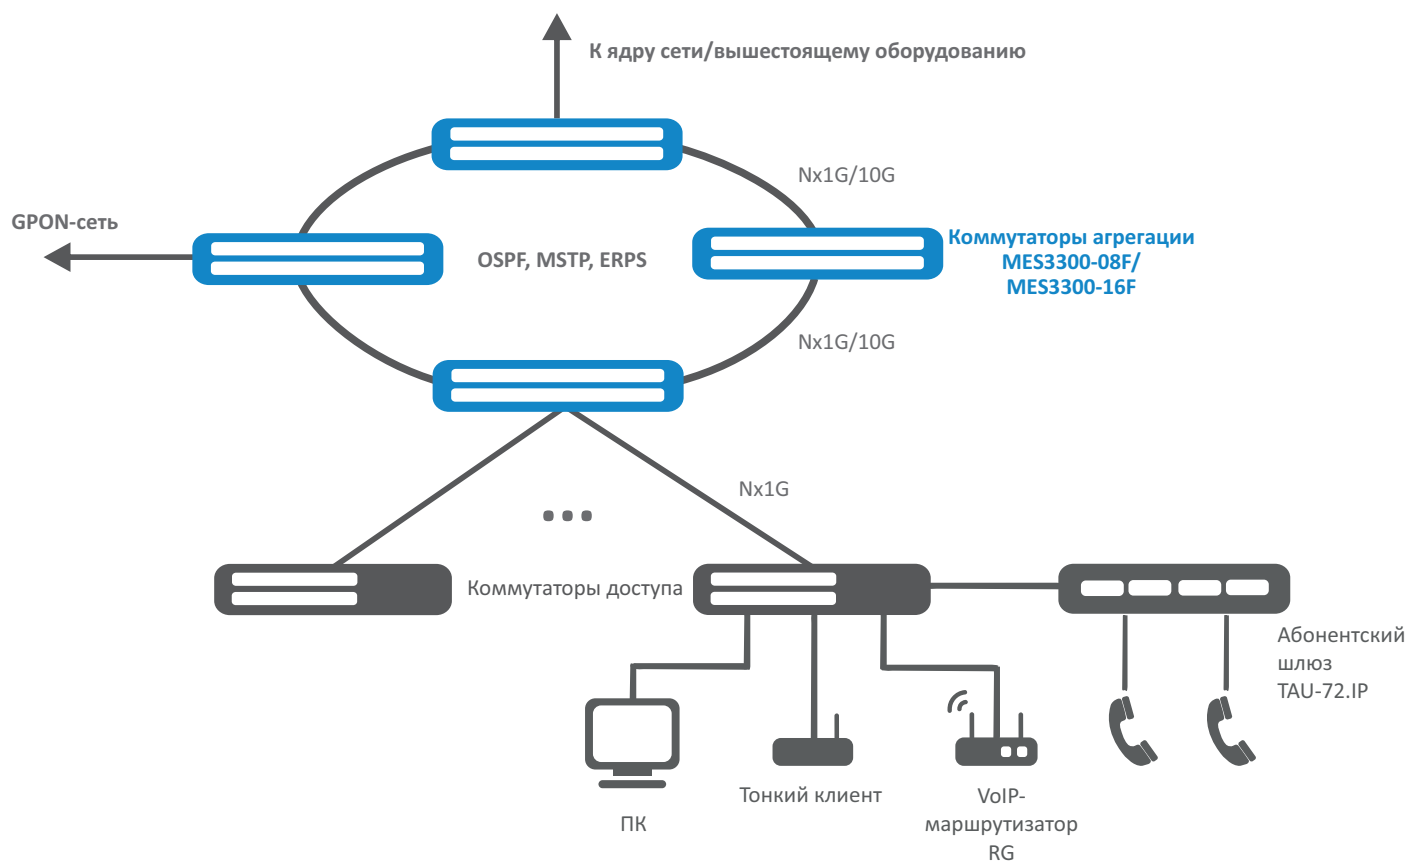 К ядру сети/вышестоящему оборудованию
Nx1G/10G
GPON-сеть
OSPF, MSTP, ERPS
Коммутаторы агрегации
MES3300-08F/
MES3300-16F
Nx1G/10G
Nx1G
Коммутаторы доступа
Абонентский
шлюз
TAU-72.IP
ПК
Тонкий клиент
VoIP-
маршрутизатор
RG